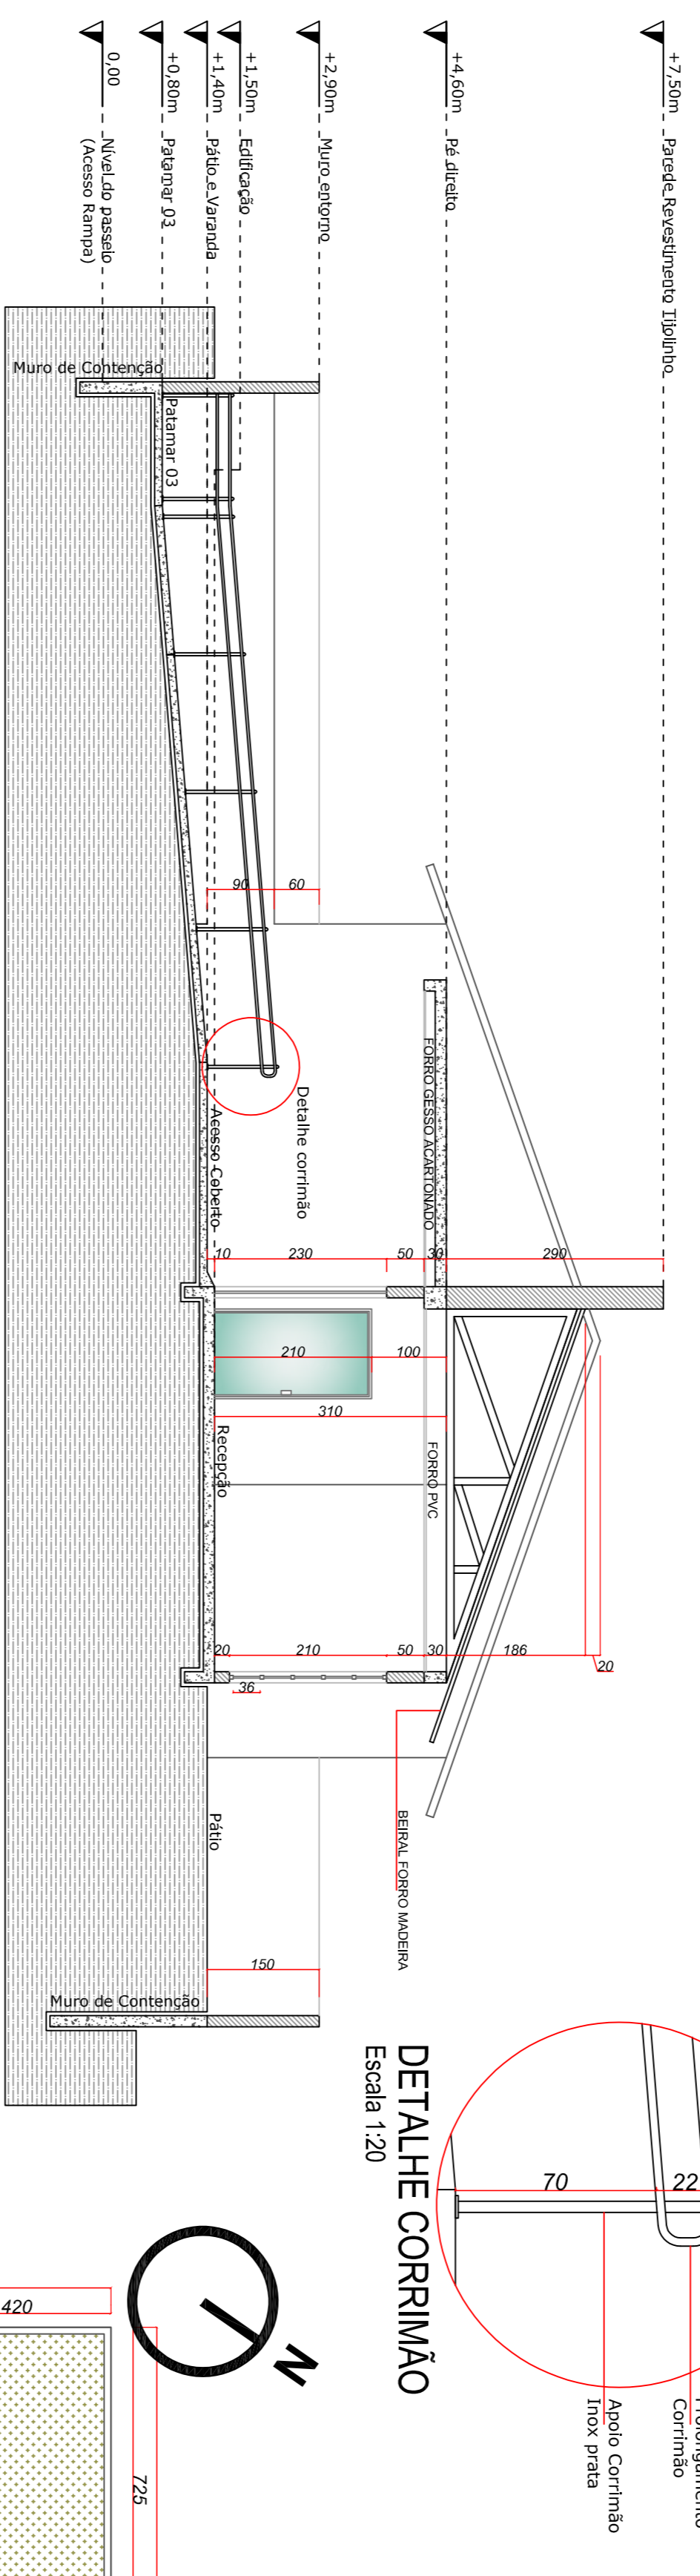 +7,50m
Parede Revestimento Tijolinho
+4,60m
Pé direito
+2,90m
Muro entorno
+1,50m
Edificação
+1,40m
Pátio e Varanda
+0,80m
Patamar 03
0,00
Nível do passeio
(Acesso Rampa)
Muro de Contenção
Patamar 03
90
60
Detalhe corrimão
Acesso Coberto
FORRO GESSO ACARTONADO
10
230
50
30
290
210
100
310
Recepção
FORRO PVC
20
210
50
30
186
20
36
BEIRAL FORRO MADEIRA
Pátio
150
Muro de Contenção
DETALHE CORRIMÃO
Escala 1:20
70
22
Corrimão
Apoio Corrimão
Inox prata
N
420
725